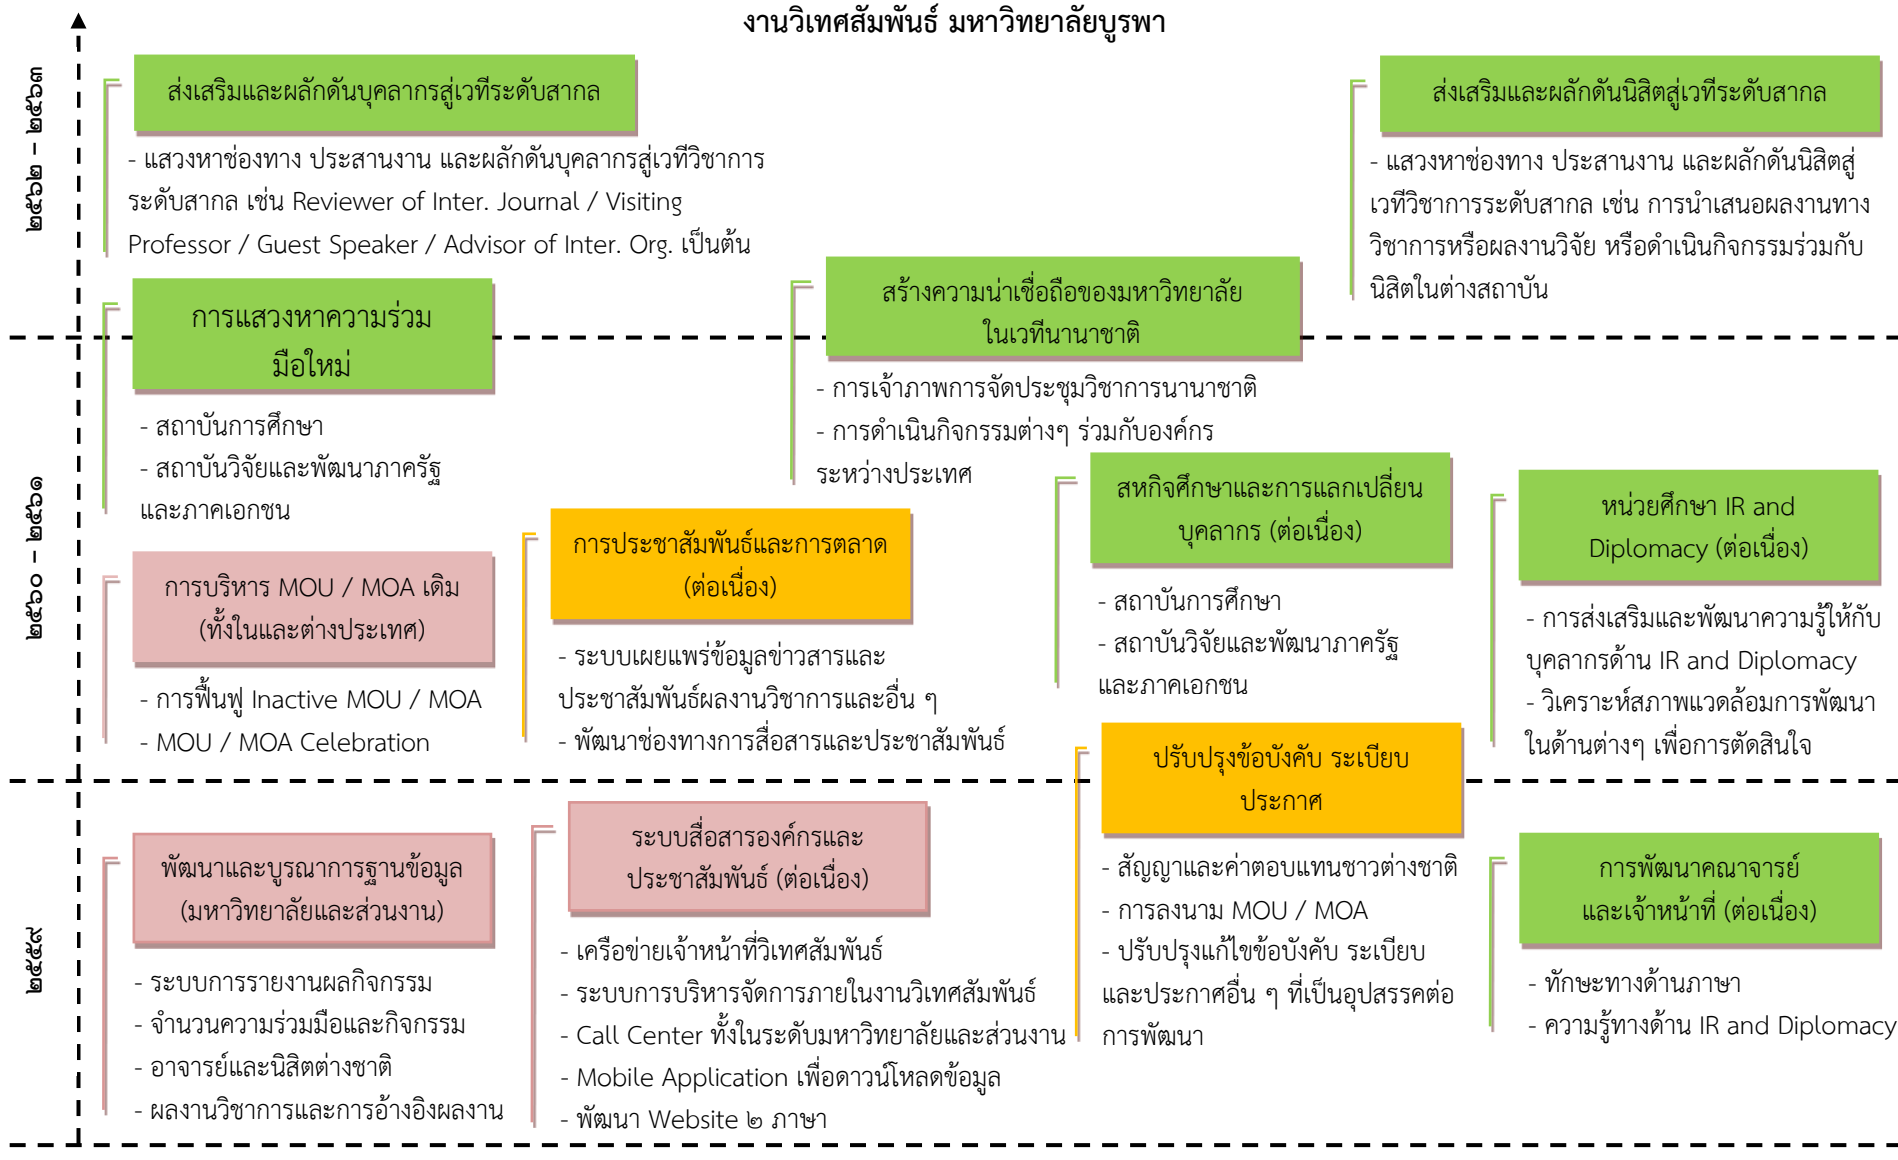 งานวิเทศสัมพันธ์ มหาวิทยาลัยบูรพา
๒๕๖๒ – ๒๕๖๓
ส่งเสริมและผลักดันบุคลากรสู่เวทีระดับสากล
- แสวงหาช่องทาง ประสานงาน และผลักดันบุคลากรสู่เวทีวิชาการ
ระดับสากล เช่น Reviewer of Inter. Journal / Visiting
Professor / Guest Speaker / Advisor of Inter. Org. เป็นต้น
ส่งเสริมและผลักดันนิสิตสู่เวทีระดับสากล
- แสวงหาช่องทาง ประสานงาน และผลักดันนิสิตสู่
เวทีวิชาการระดับสากล เช่น การนำเสนอผลงานทาง
วิชาการหรือผลงานวิจัย หรือดำเนินกิจกรรมร่วมกับ
นิสิตในต่างสถาบัน
การแสวงหาความร่วม
มือใหม่
- สถาบันการศึกษา
- สถาบันวิจัยและพัฒนาภาครัฐ
และภาคเอกชน
สร้างความน่าเชื่อถือของมหาวิทยาลัย
ในเวทีนานาชาติ
- การเจ้าภาพการจัดประชุมวิชาการนานาชาติ
- การดำเนินกิจกรรมต่างๆ ร่วมกับองค์กร
ระหว่างประเทศ
๒๕๖๐ – ๒๕๖๑
การบริหาร MOU / MOA เดิม
(ทั้งในและต่างประเทศ)
- การฟื้นฟู Inactive MOU / MOA
- MOU / MOA Celebration
การประชาสัมพันธ์และการตลาด
(ต่อเนื่อง)
- ระบบเผยแพร่ข้อมูลข่าวสารและ
ประชาสัมพันธ์ผลงานวิชาการและอื่น ๆ
- พัฒนาช่องทางการสื่อสารและประชาสัมพันธ์
สหกิจศึกษาและการแลกเปลี่ยน
บุคลากร (ต่อเนื่อง)
- สถาบันการศึกษา
- สถาบันวิจัยและพัฒนาภาครัฐ
และภาคเอกชน
หน่วยศึกษา IR and
Diplomacy (ต่อเนื่อง)
- การส่งเสริมและพัฒนาความรู้ให้กับ
บุคลากรด้าน IR and Diplomacy
- วิเคราะห์สภาพแวดล้อมการพัฒนา
ในด้านต่างๆ เพื่อการตัดสินใจ
๒๕๕๙
พัฒนาและบูรณาการฐานข้อมูล
(มหาวิทยาลัยและส่วนงาน)
- ระบบการรายงานผลกิจกรรม
- จำนวนความร่วมมือและกิจกรรม
- อาจารย์และนิสิตต่างชาติ
- ผลงานวิชาการและการอ้างอิงผลงาน
ระบบสื่อสารองค์กรและ
ประชาสัมพันธ์ (ต่อเนื่อง)
- เครือข่ายเจ้าหน้าที่วิเทศสัมพันธ์
- ระบบการบริหารจัดการภายในงานวิเทศสัมพันธ์
- Call Center ทั้งในระดับมหาวิทยาลัยและส่วนงาน
- Mobile Application เพื่อดาวน์โหลดข้อมูล
- พัฒนา Website ๒ ภาษา
ปรับปรุงข้อบังคับ ระเบียบ
ประกาศ
- สัญญาและค่าตอบแทนชาวต่างชาติ
- การลงนาม MOU / MOA
- ปรับปรุงแก้ไขข้อบังคับ ระเบียบ
และประกาศอื่น ๆ ที่เป็นอุปสรรคต่อ
การพัฒนา
การพัฒนาคณาจารย์
และเจ้าหน้าที่ (ต่อเนื่อง)
- ทักษะทางด้านภาษา
- ความรู้ทางด้าน IR and Diplomacy